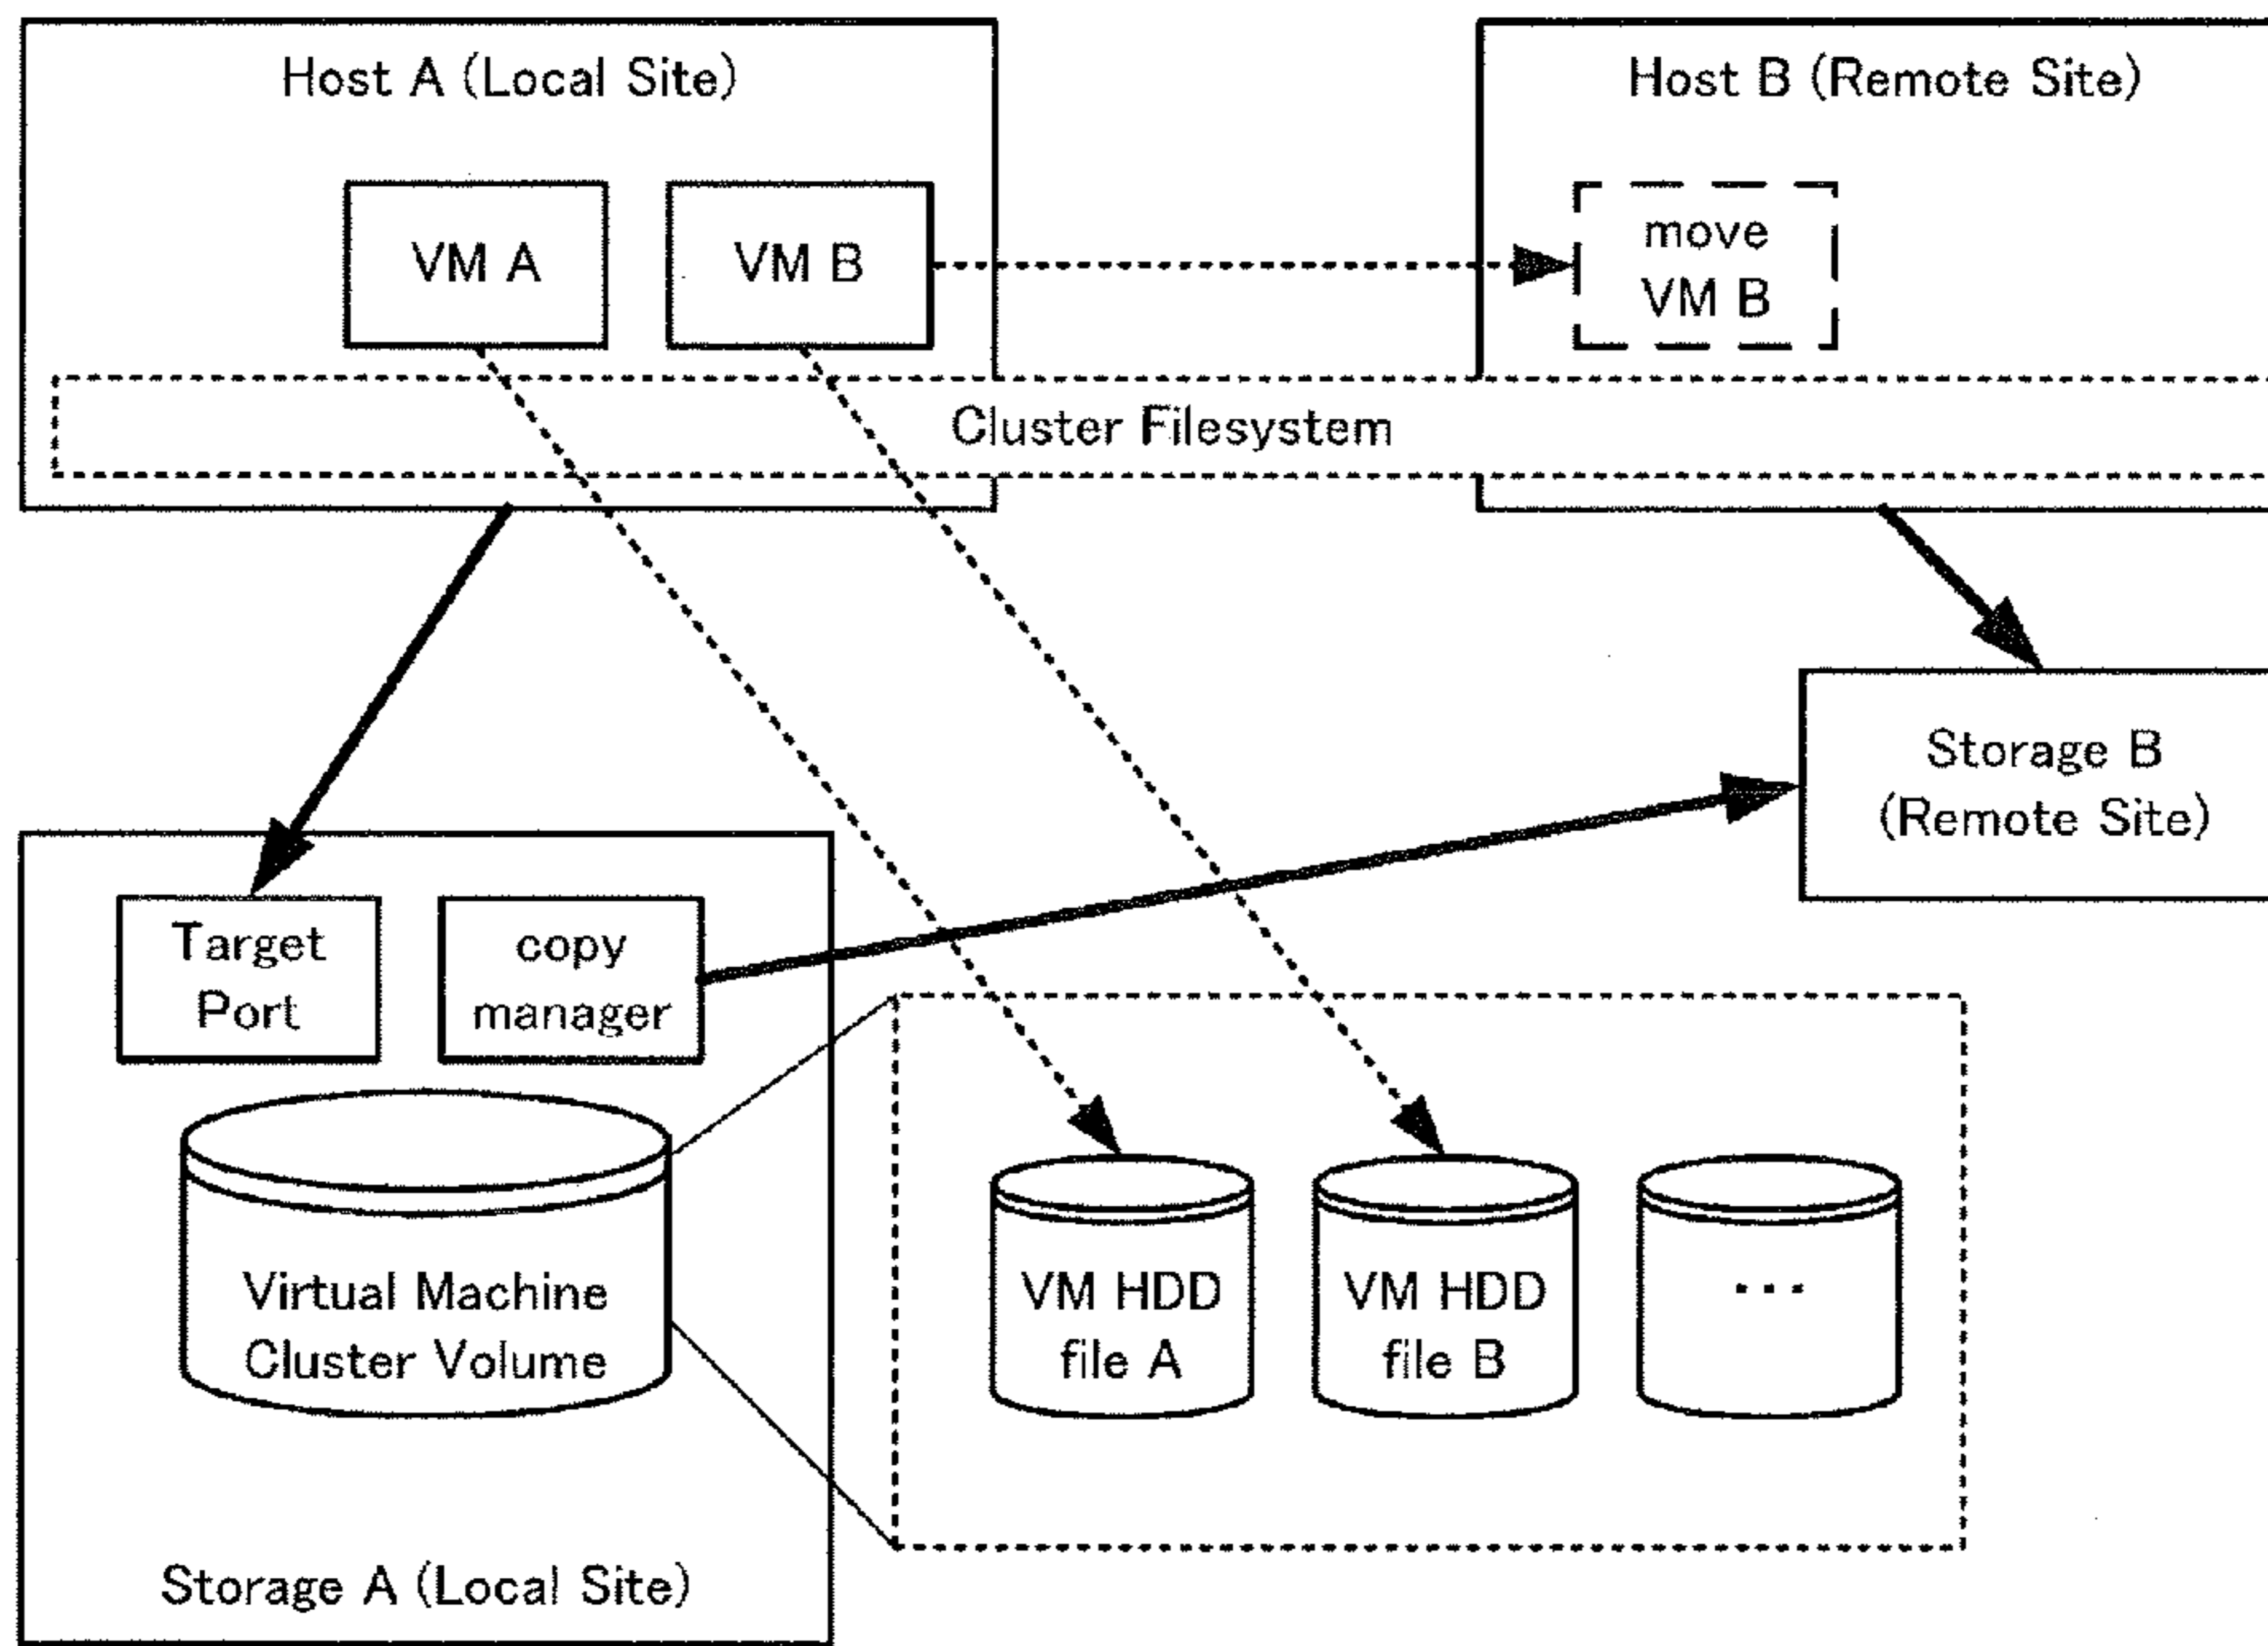 Host A (Local Site)
Host B (Remote Site)
VM A
VM B
move
VM B
Cluster Filesystem
Storage B
(Remote Site)
Target
Port
copy
manager
Virtual Machine
Cluster Volume
VM HDD
file A
VM HDD
file B
...
Storage A (Local Site)